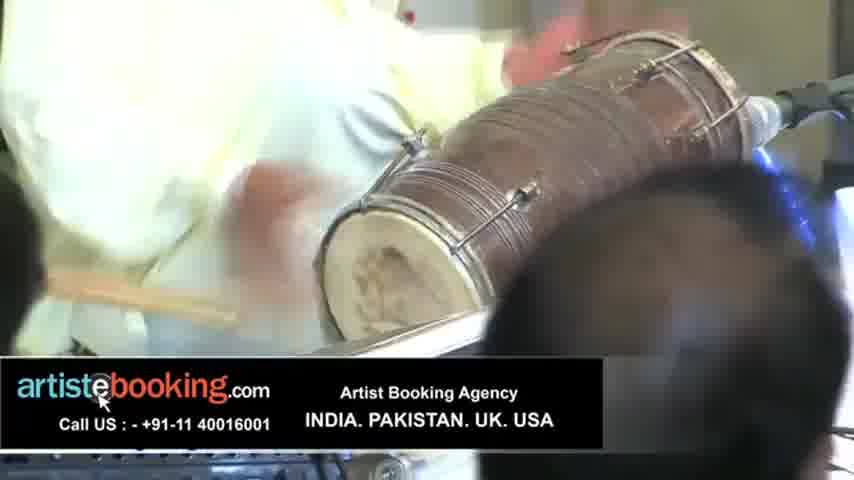 artistebooking.com
Call US : - +91-11 40016001
Artist Booking Agency
INDIA. PAKISTAN. UK. USA